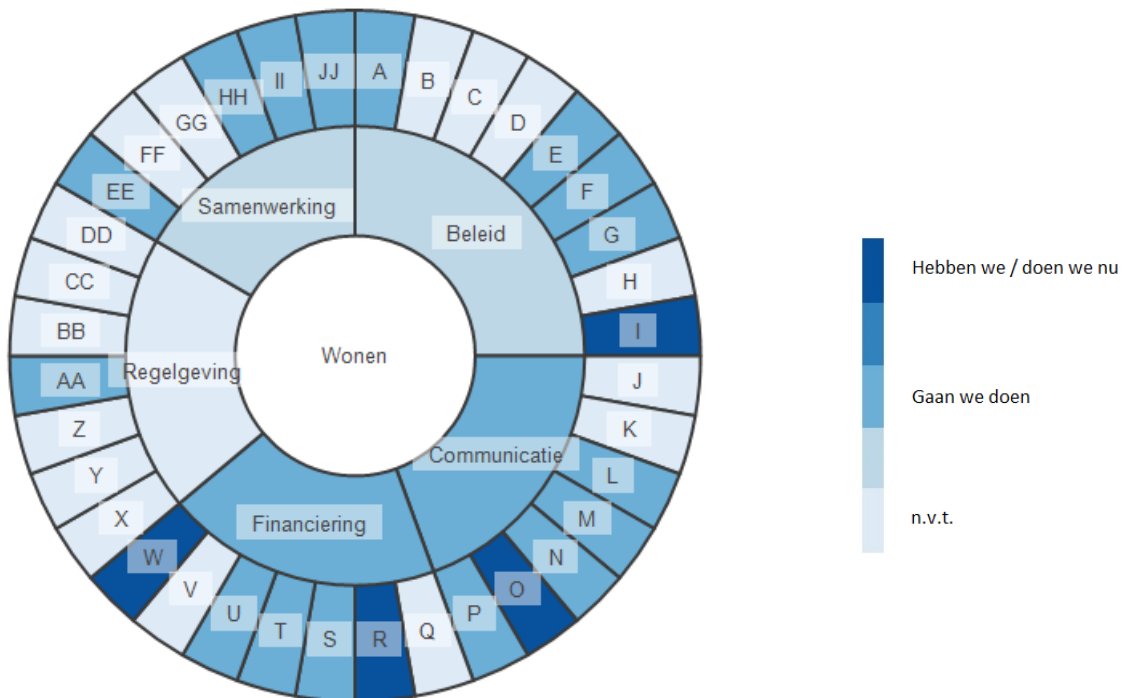 A
B
C
D
E
F
G
H
I
J
K
L
M
N
O
P
Q
R
S
T
U
V
W
X
Y
Z
AA
BB
CC
DD
EE
FF
GG
HH
II
JJ
Samenwerking
Beleid
Wonen
Regelgeving
Communicatie
Financiering
Hebben we / doen we nu
Gaan we doen
n.v.t.